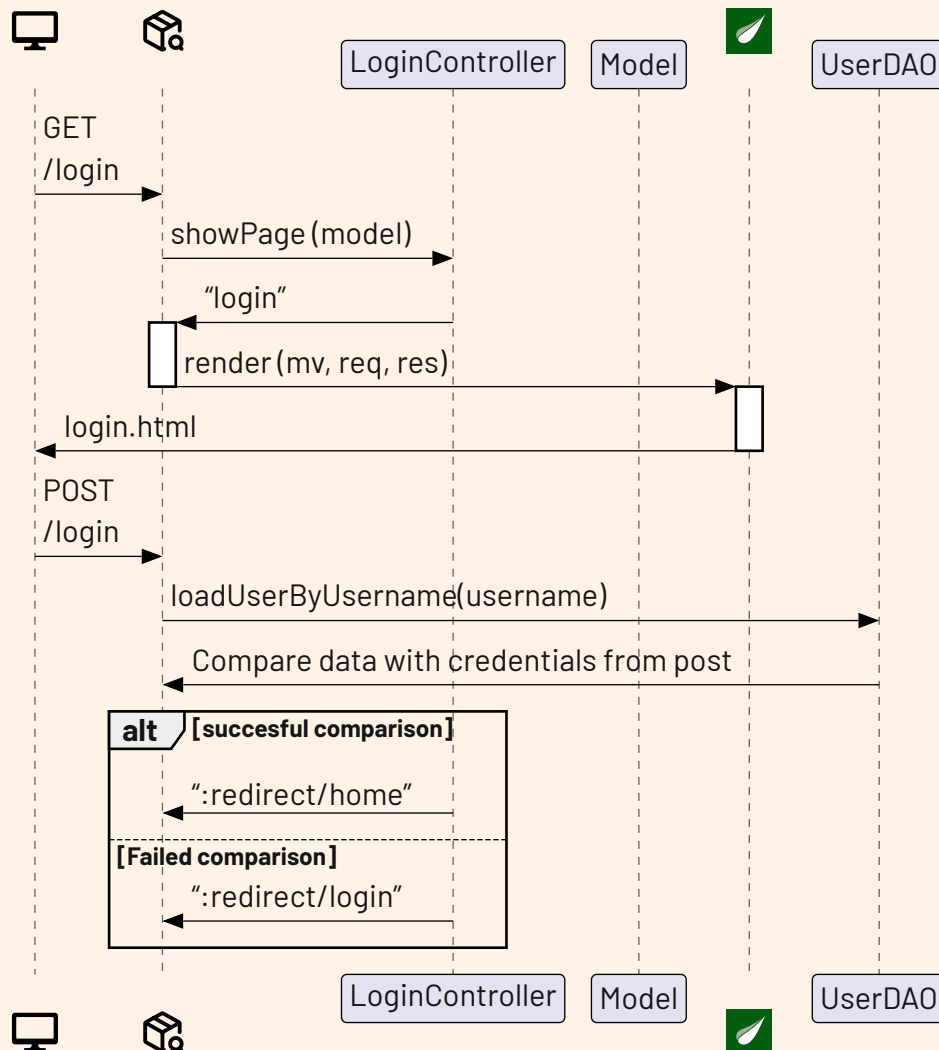 LoginController
Model
UserDAO
GET
/login
showPage (model)
“login”
render (mv, req, res)
login.html
POST
/login
loadUserByUsername(username)
Compare data with credentials from post
alt [succesful comparison]
“:redirect/home”
[Failed comparison]
“:redirect/login”
LoginController
Model
UserDAO